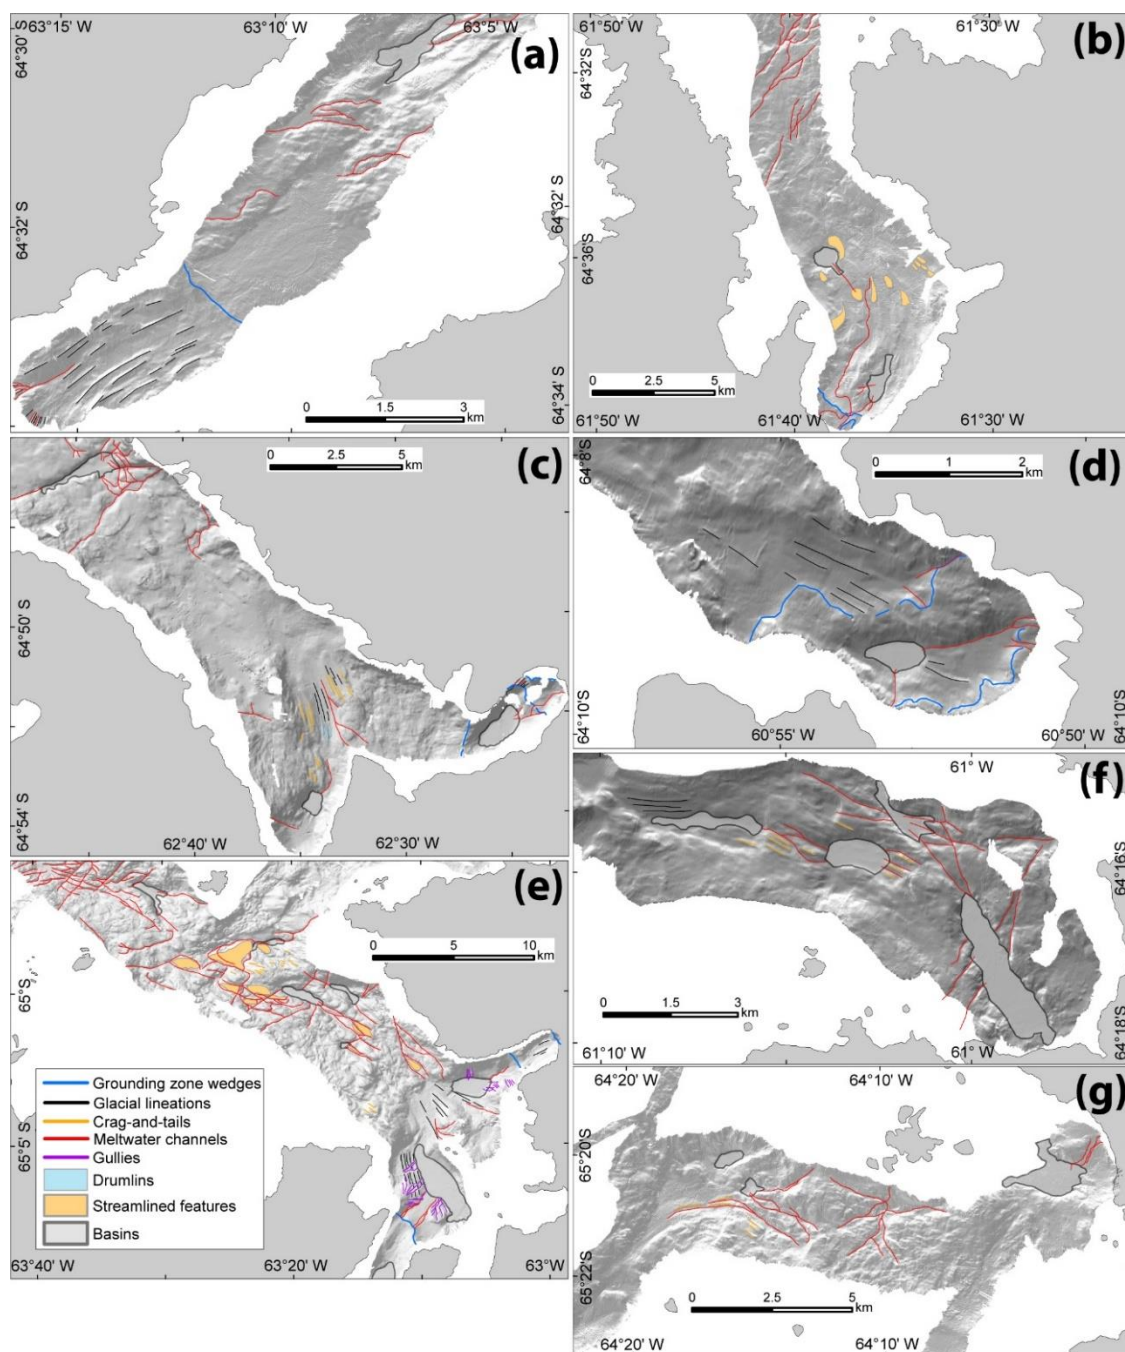 63°15' W
63°10' W
63°5' W
(a)
64°30' S
64°32' S
64°32' S
64°34' S
0
1.5
3
km
61°50' W
61°40' W
61°30' W
(b)
64°32'S
64°36'S
0
2.5
5
km
61°50' W
61°40' W
61°30' W
(c)
0
2.5
5
km
64°50' S
64°54' S
62°40' W
62°30' W
(d)
0
1
2
km
64°8'S
64°10'S
64°10'S
60°55' W
60°50' W
(e)
0
5
10
km
65°S
65°5'S
Grounding zone wedges
Glacial lineations
Crag-and-tails
Meltwater channels
Gullies
Drumlins
Streamlined features
Basins
63°40' W
63°20' W
63° W
61° W
(f)
64°16'S
64°18'S
0
1.5
3
km
61°10' W
61° W
64°20' W
64°10' W
(g)
65°20'S
65°22'S
0
2.5
5
km
64°20' W
64°10' W